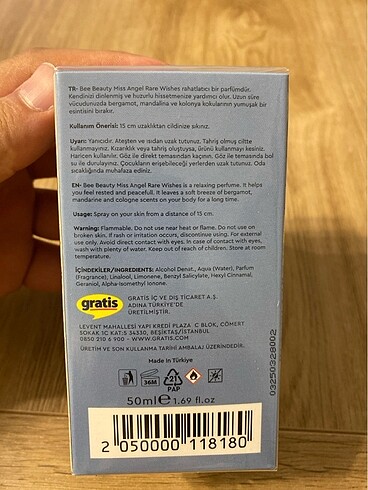 TR- Bee Beauty Miss Angel Rare Wishes rahatlatıcı bir parfümdür.
Kendinizi dinlenmiş ve huzurlu hissetmenize yardımcı olur. Uzun süre
vücudunuzda bergamot, mandalina ve kolonya kokularının yumuşak bir
esintisini bırakır.
Kullanım Önerisi: 15 cm uzaklıktan cildinize sıkınız.
Uyarı: Yanıcıdır. Ateşten ve ısıdan uzak tutunuz. Tahriş olmuş ciltte
kullanmayınız. Kızarıklık veya tahriş oluştuysa, ürünü kullanmayı kesiniz.
Haricen kullanılır. Göz ile direkt temasından kaçının. Göz ile temasında bol
su ile durulayınız. Çocukların erişebileceği yerlerden uzak tutunuz. Oda
sıcaklığında muhafaza ediniz.
EN- Bee Beauty Miss Angel Rare Wishes is a relaxing perfume. It helps
you feel rested and peacefull. It leaves a soft breeze of bergamot,
mandarine and cologne scents on your body for a long time.
Usage: Spray on your skin from a distance of 15 cm.
Warning: Flammable. Do not use near heat or flame. Do not use on
broken skin. If rash or irritation occurs, discontinue using. For external
use only. Avoid direct contact with eyes. In case of contact with eyes,
wash with plenty of water. Keep out of reach of children. Store at room
temperature.
İÇİNDEKİLER/INGREDIENTS: Alcohol Denat., Aqua (Water), Parfum
(Fragrance), Linalool, Limonene, Benzyl Salicylate, Hexyl Cinnamal,
Geraniol, Alpha-Isomethyl Ionone.
gratis
GRATİS İÇ VE DIŞ TİCARET A.Ş.
ADINA TÜRKİYE'DE
ÜRETİLMİŞTİR.
LEVENT MAHALLESİ YAPI KREDİ PLAZA C BLOK, CÖMERT
SOKAK 1C KAT:5 34330, BEŞİKTAŞ/İSTANBUL
0850 210 6 900 - WWW.GRATIS.COM
ÜRETİM VE SON KULLANMA TARİHİ AMBALAJ ÜZERİNDEDİR.
Made in Türkiye
36M
21
PAP
50ml e 1.69 fl.oz
2 050000 118180
03250328002